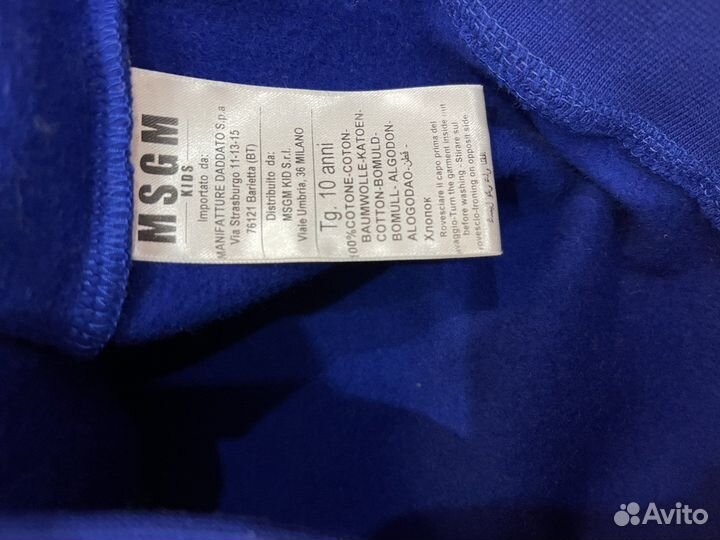 MSGM
KIDS
Importato da:
MANIFATTURE DADDATO S.p.a
Via Strasburgo 11-13-15
76121 Barletta (BT)
Distribuito da:
MSGM KID S.r.l.
Viale Umbria, 36 MILANO
Tg. 10 anni
100%COTONE-COTON-
BAUMWOLLE-KATOEN-
COTTON-BOMULD-
BOMULL- ALGODON-
ALOGODAO- قطن-
Хлопок
Rovesciare il capo prima del
lavaggio-Turn the garment inside out
before washing - Stirare sul
rovescio-Ironing on opposit side
Avito